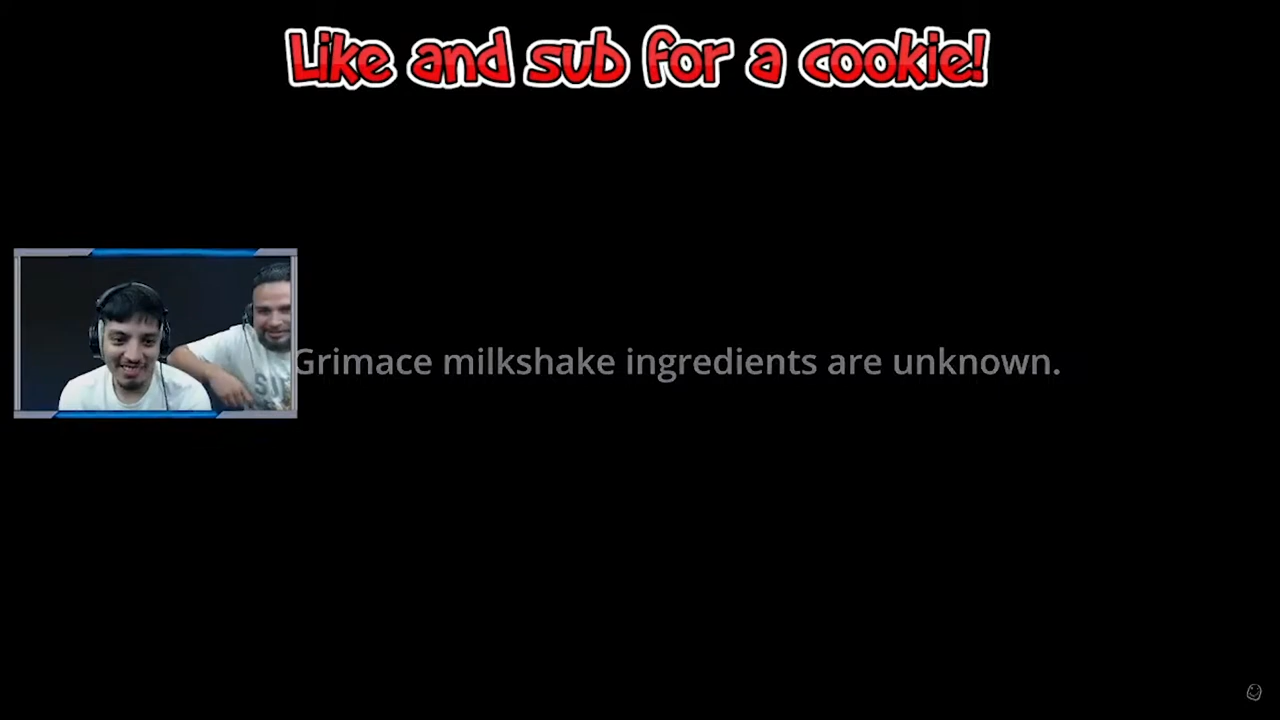 Like and sub for a cookie!
Grimace milkshake ingredients are unknown.